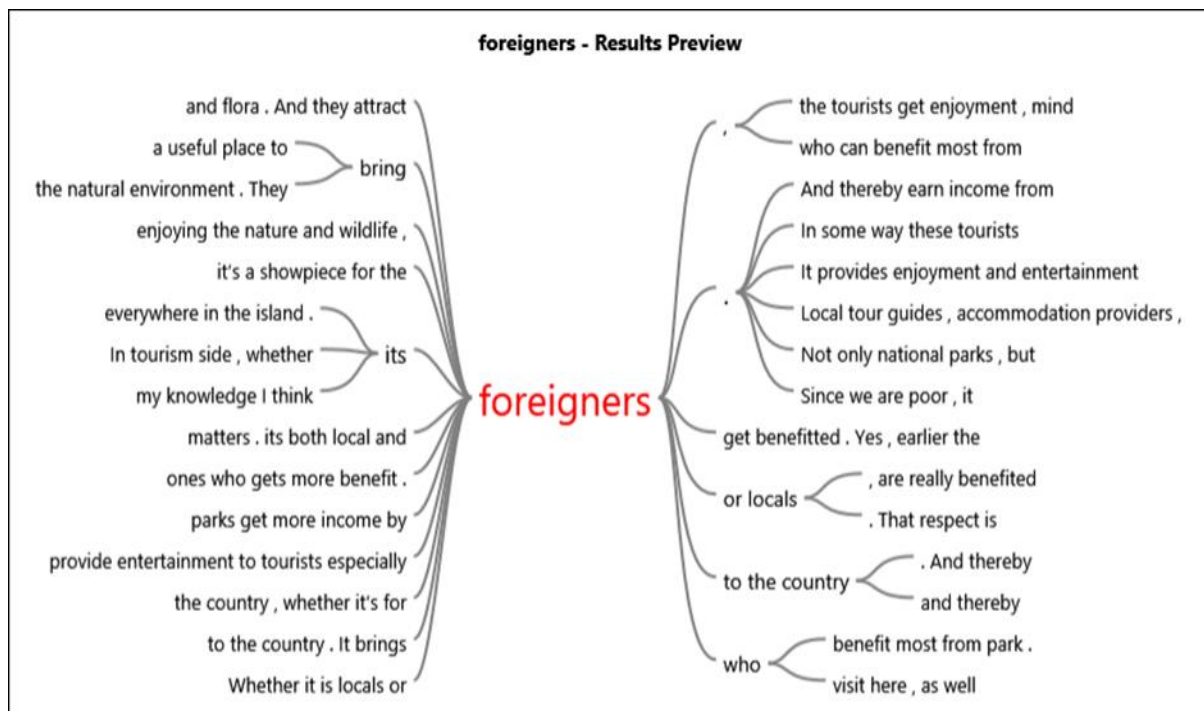 foreigners - Results Preview
and flora . And they attract
a useful place to
the natural environment . They
bring
enjoying the nature and wildlife ,
it's a showpiece for the
everywhere in the island .
In tourism side , whether
my knowledge I think
its
matters . its both local and
ones who gets more benefit .
parks get more income by
provide entertainment to tourists especially
the country , whether it's for
to the country . It brings
Whether it is locals or
foreigners
,
the tourists get enjoyment , mind
who can benefit most from
.
And thereby earn income from
In some way these tourists
It provides enjoyment and entertainment
Local tour guides , accommodation providers ,
Not only national parks , but
Since we are poor , it
get benefitted . Yes , earlier the
or locals
, are really benefited
. That respect is
to the country
. And thereby
and thereby
who
benefit most from park .
visit here , as well